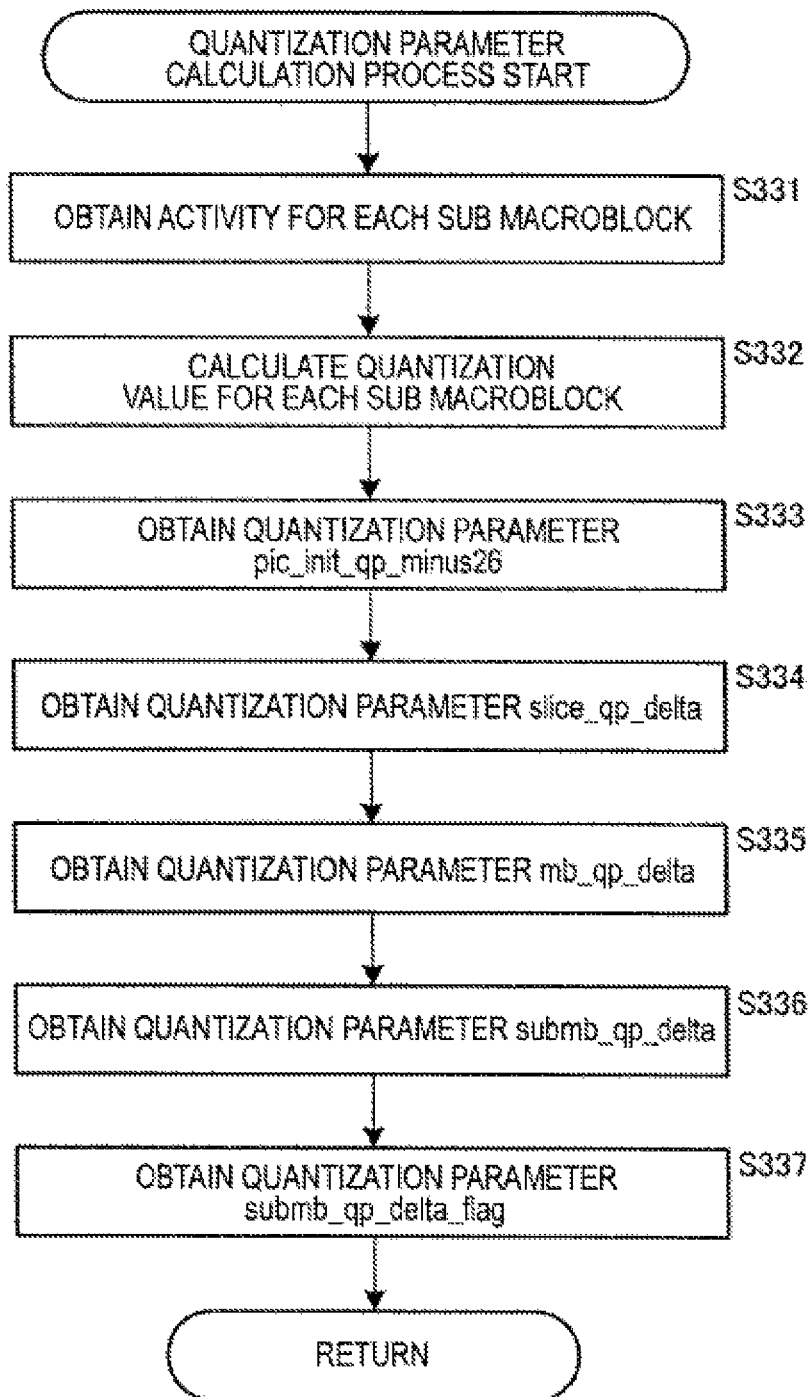 QUANTIZATION PARAMETER
CALCULATION PROCESS START
S331
OBTAIN ACTIVITY FOR EACH SUB MACROBLOCK
S332
CALCULATE QUANTIZATION
VALUE FOR EACH SUB MACROBLOCK
S333
OBTAIN QUANTIZATION PARAMETER
pic_init_qp_minus26
S334
OBTAIN QUANTIZATION PARAMETER slice_qp_delta
S335
OBTAIN QUANTIZATION PARAMETER mb_qp_delta
S336
OBTAIN QUANTIZATION PARAMETER submb_qp_delta
S337
OBTAIN QUANTIZATION PARAMETER
submb_qp_delta_flag
RETURN